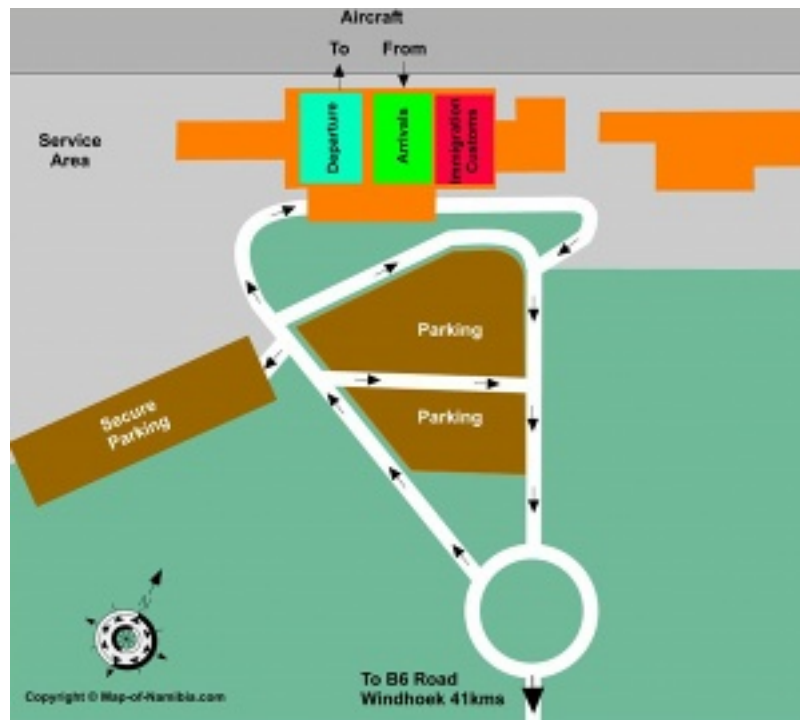 Aircraft
To From
Departure
Arrivals
Immigration
Customs
Service
Area
Parking
Parking
Secure
Parking
N
To B6 Road
Windhoek 41kms
Copyright © Map-of-Namibia.com